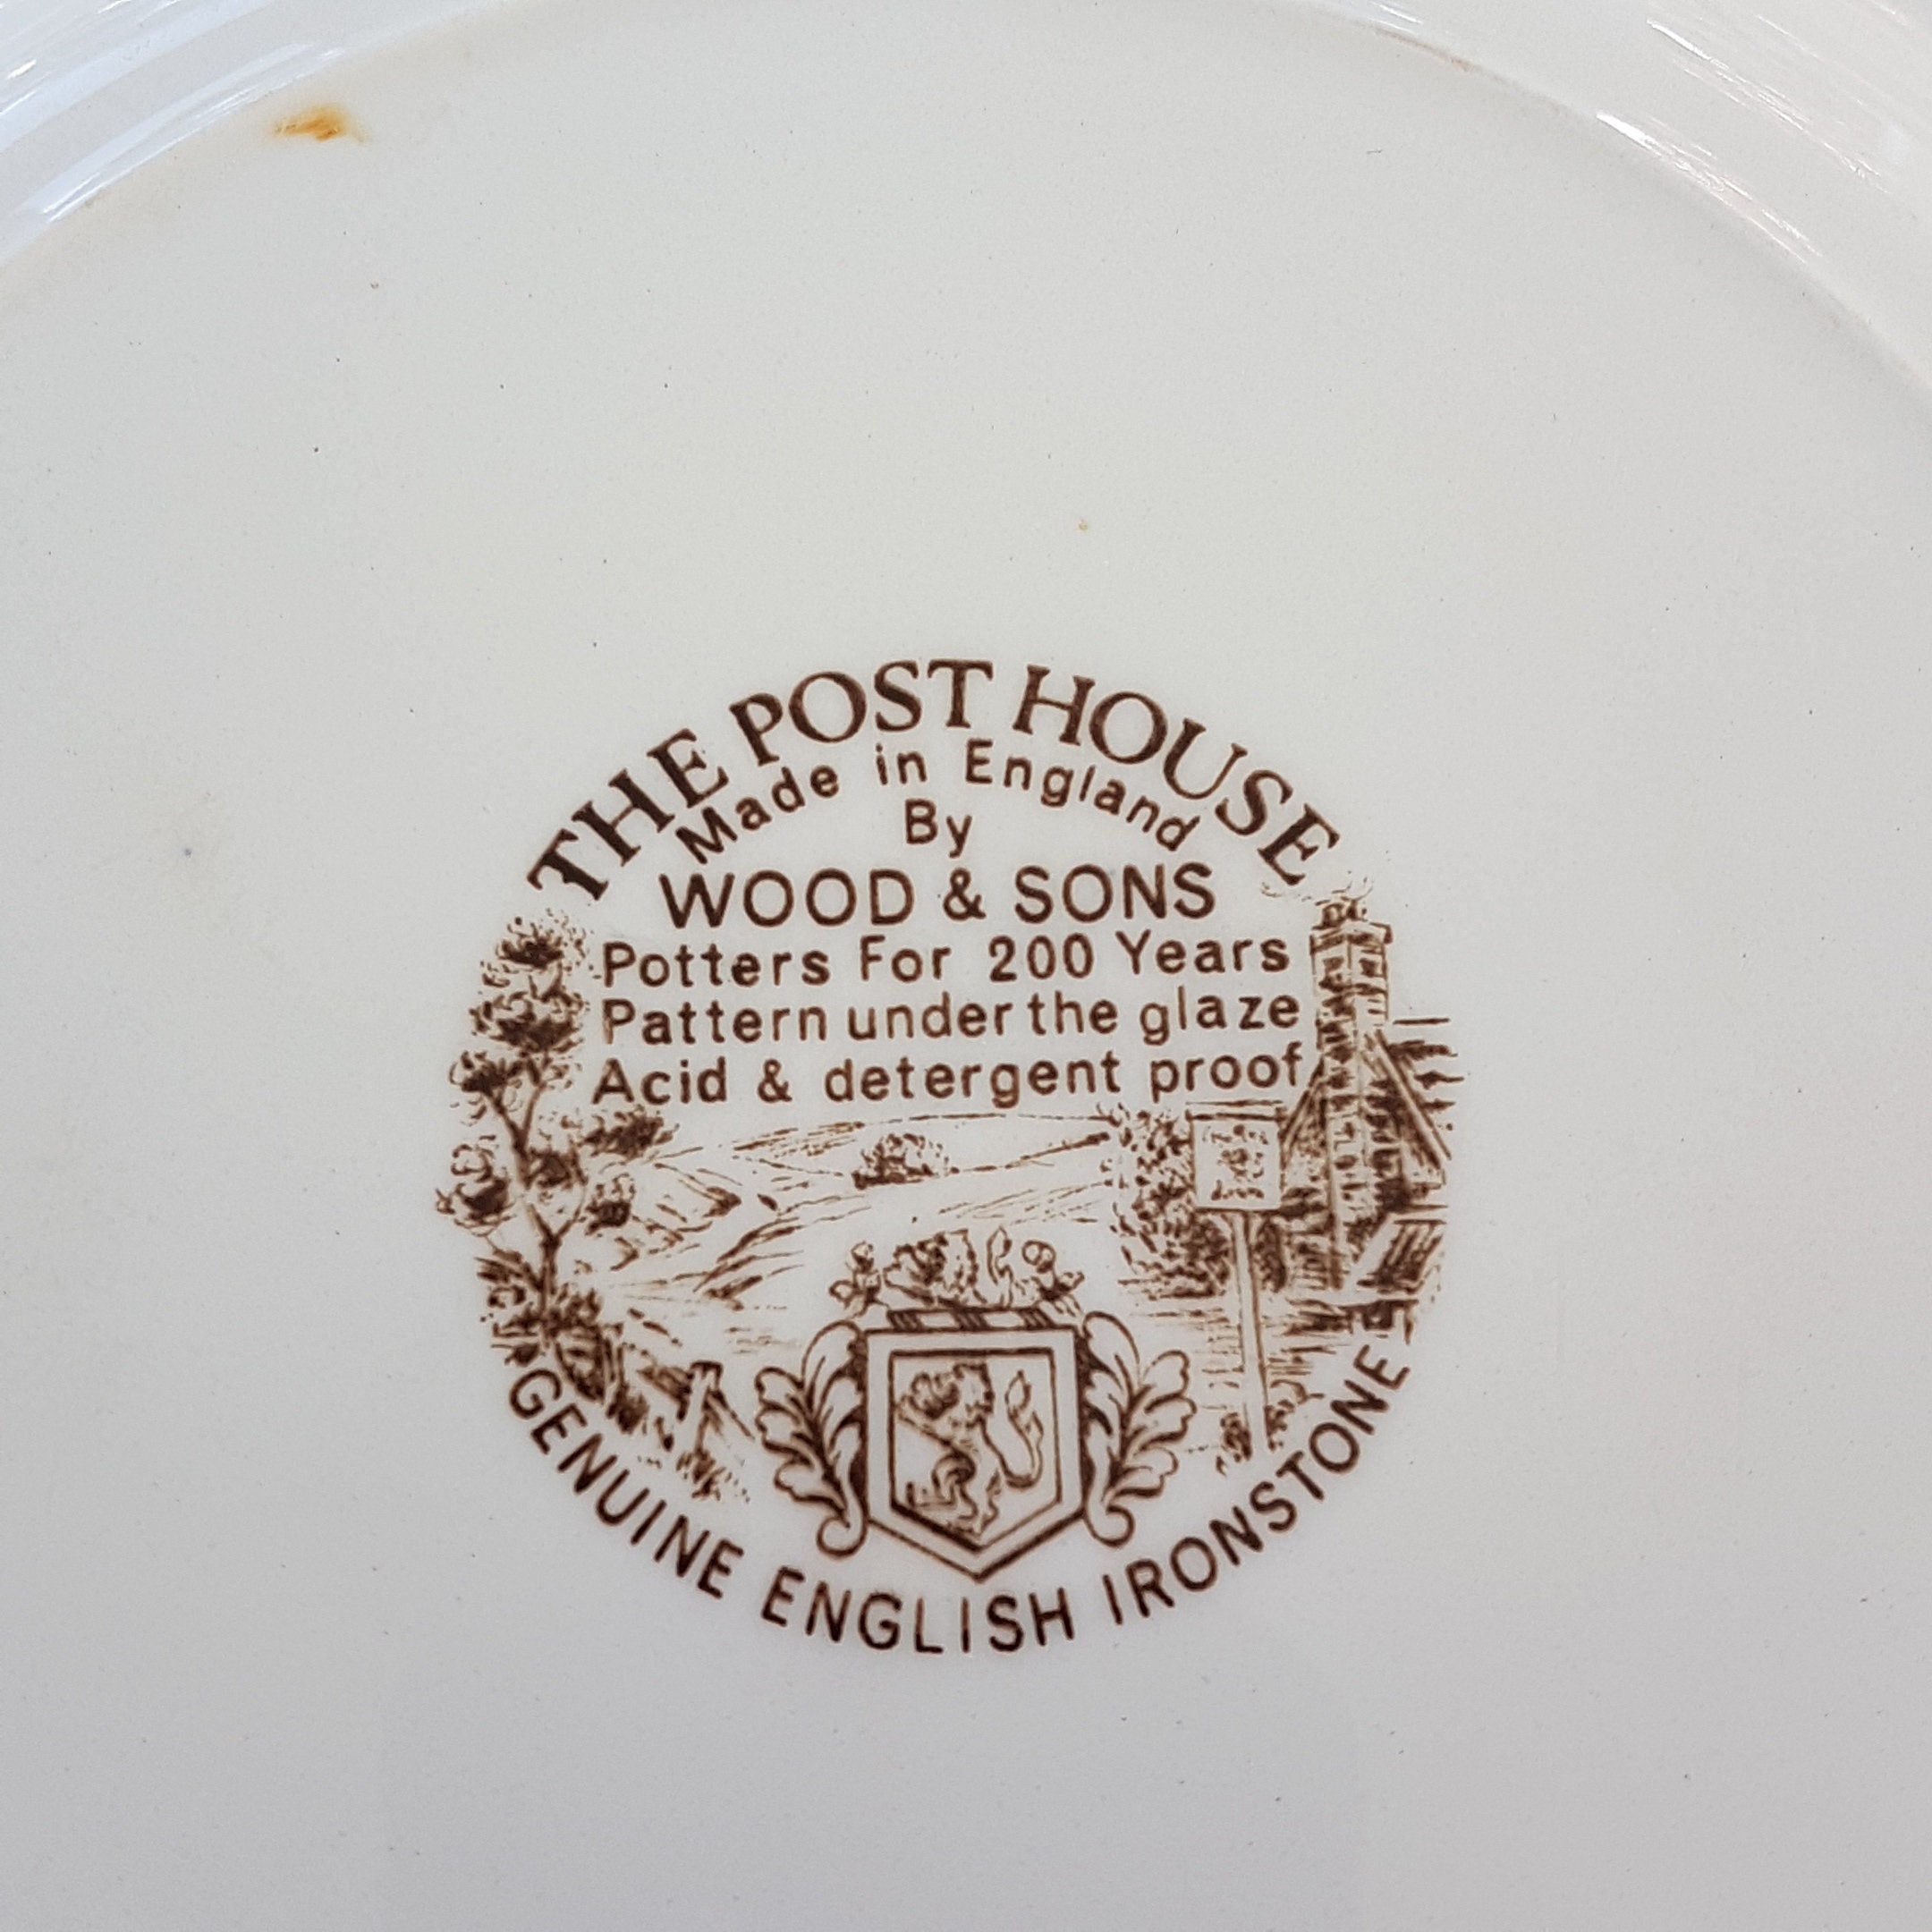 THE POST HOUSE
Made in England
By
WOOD & SONS
Potters For 200 Years
Pattern under the glaze
Acid & detergent proof
GENUINE ENGLISH IRONSTONE